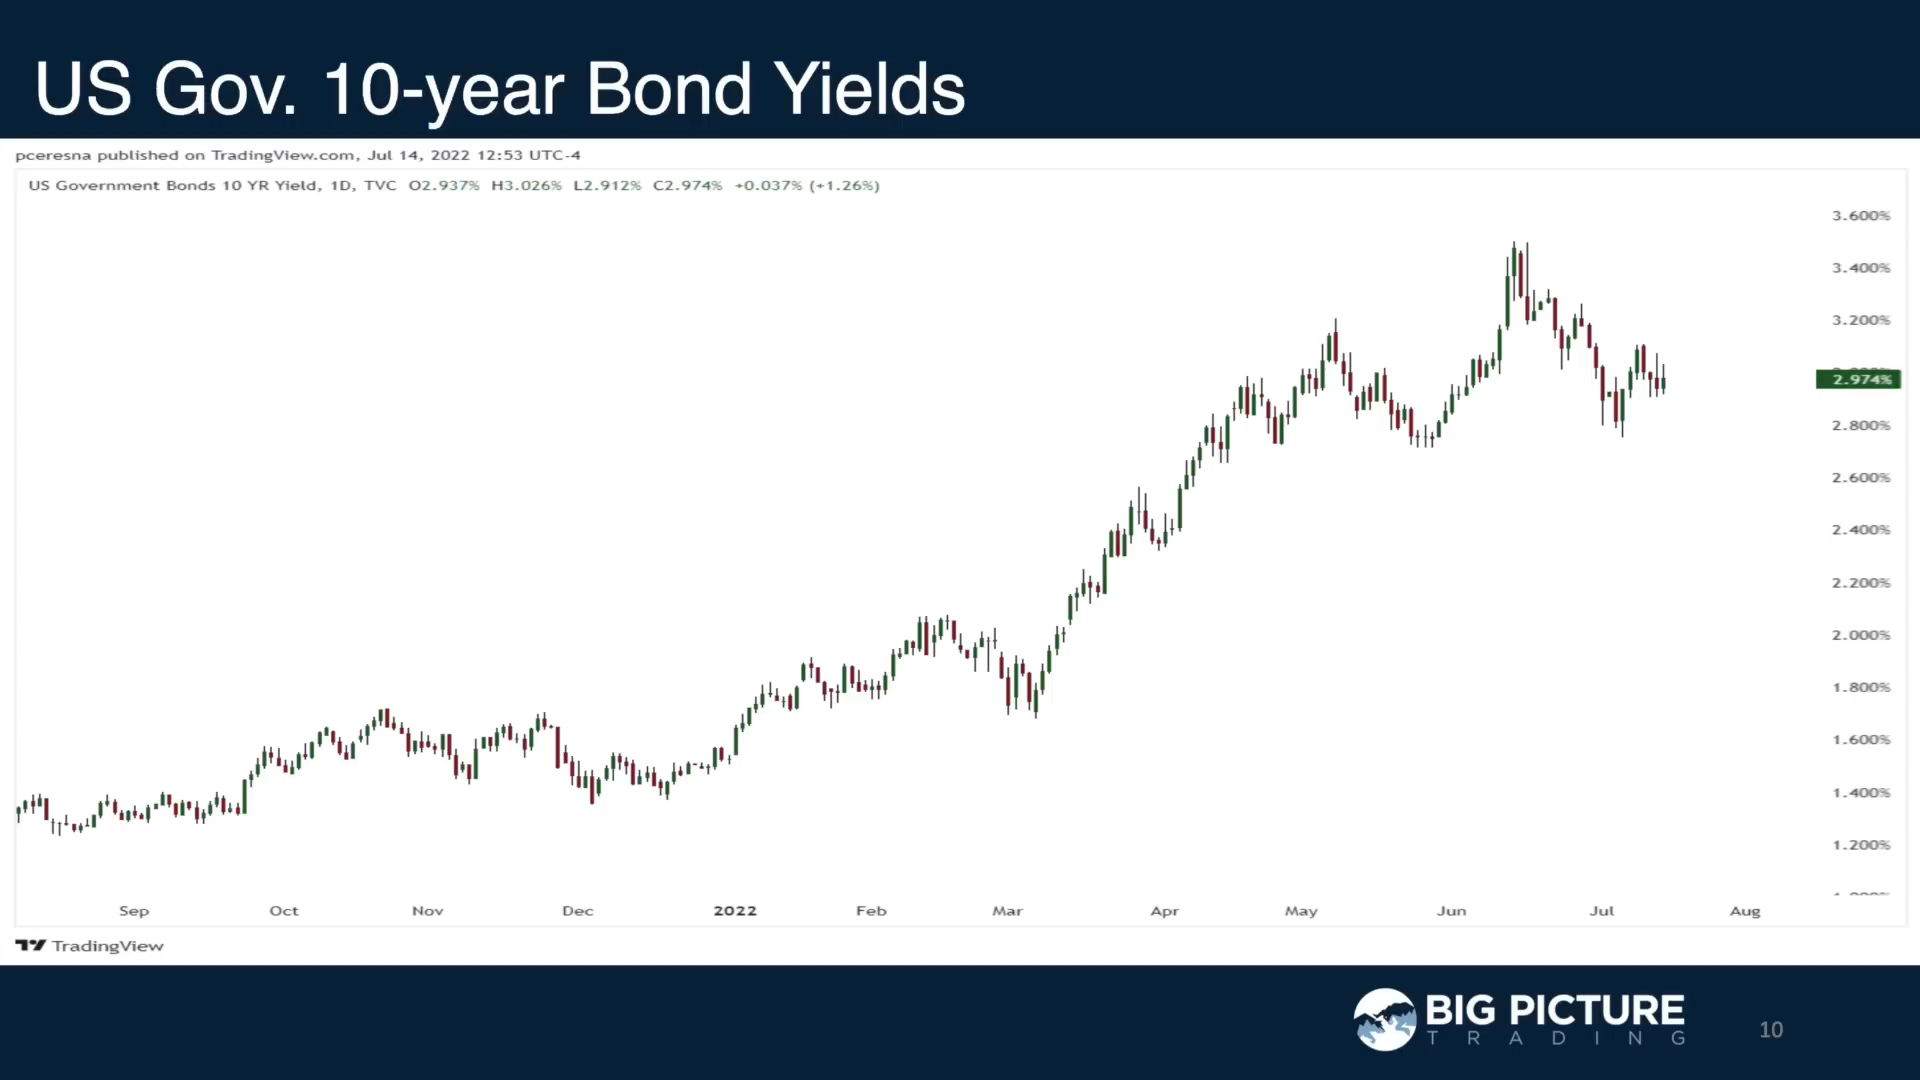 US Gov. 10-year Bond Yields
pceresna published on TradingView.com, Jul 14, 2022 12:53 UTC-4
US Government Bonds 10 YR Yield, 1D, TVC O2.937% H3.026% L2.912% C2.974% +0.037% (+1.26%)
3.600%
3.400%
3.200%
2.974%
2.800%
2.600%
2.400%
2.200%
2.000%
1.800%
1.600%
1.400%
1.200%
Sep Oct Nov Dec 2022 Feb Mar Apr May Jun Jul Aug
TradingView
BIG PICTURE
TRADING
10